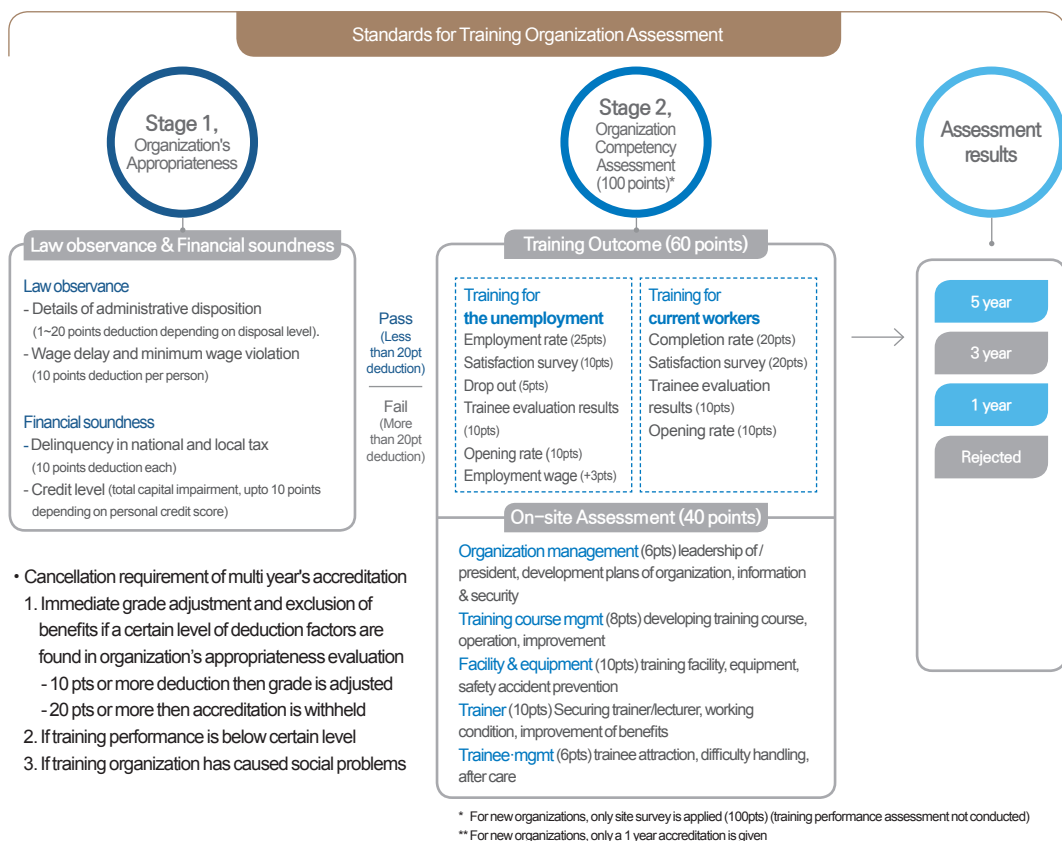 Standards for Training Organization Assessment
Stage 1,
Organization's
Appropriateness
Law observance & Financial soundness
Law observance
- Details of administrative disposition
(1~20 points deduction depending on disposal level).
- Wage delay and minimum wage violation
(10 points deduction per person)
Financial soundness
- Delinquency in national and local tax
(10 points deduction each)
- Credit level (total capital impairment, upto 10 points
depending on personal credit score)
Pass
(Less
than 20pt
deduction)
Fail
(More
than 20pt
deduction)
Stage 2,
Organization
Competency
Assessment
(100 points)*
Training Outcome (60 points)
Training for
the unemployment
Employment rate (25pts)
Satisfaction survey (10pts)
Drop out (5pts)
Trainee evaluation results
(10pts)
Opening rate (10pts)
Employment wage (+3pts)
Training for
current workers
Completion rate (20pts)
Satisfaction survey (20pts)
Trainee evaluation
results (10pts)
Opening rate (10pts)
On-site Assessment (40 points)
Organization management (6pts) leadership of /
president, development plans of organization, information
& security
Training course mgmt (8pts) developing training course,
operation, improvement
Facility & equipment (10pts) training facility, equipment,
safety accident prevention
Trainer (10pts) Securing trainer/lecturer, working
condition, improvement of benefits
Trainee·mgmt (6pts) trainee attraction, difficulty handling,
after care
Assessment
results
5 year
3 year
1 year
Rejected
• Cancellation requirement of multi year's accreditation
1. Immediate grade adjustment and exclusion of
benefits if a certain level of deduction factors are
found in organization's appropriateness evaluation
- 10 pts or more deduction then grade is adjusted
- 20 pts or more then accreditation is withheld
2. If training performance is below certain level
3. If training organization has caused social problems
* For new organizations, only site survey is applied (100pts) (training performance assessment not conducted)
** For new organizations, only a 1 year accreditation is given